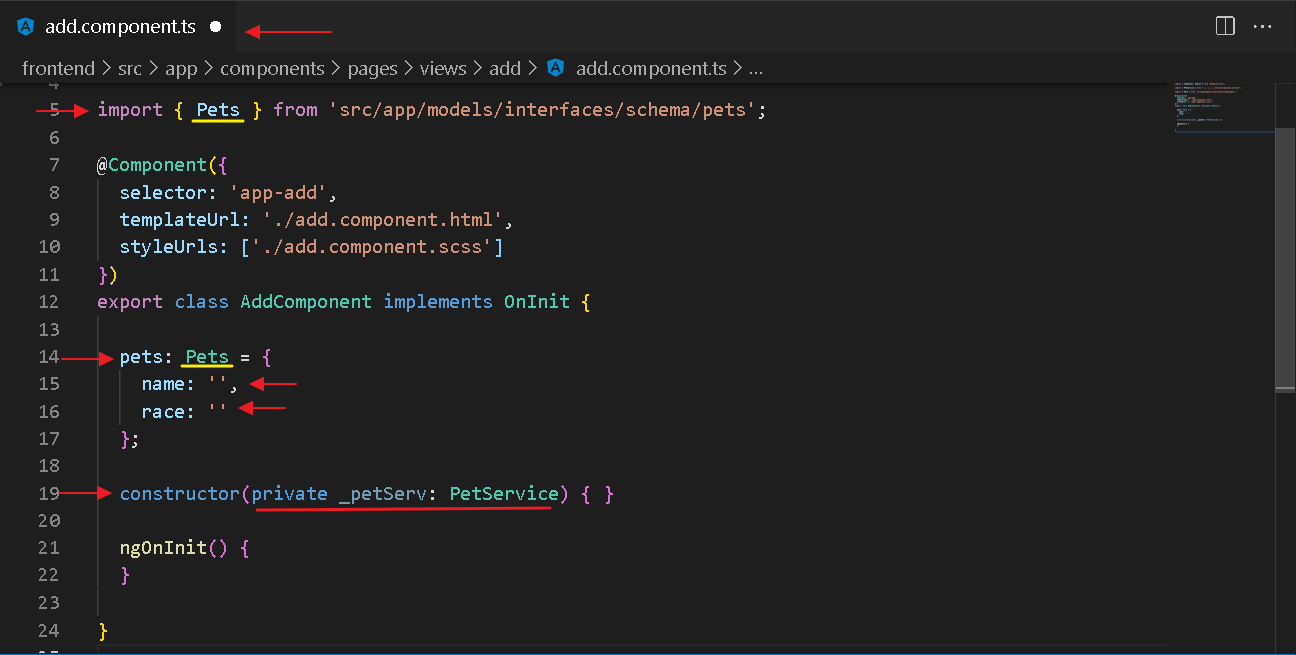 add.component.ts
frontend > src > app > components > pages > views > add > add.component.ts > ...
4
5 import { Pets } from 'src/app/models/interfaces/schema/pets';
6
7 @Component({
8   selector: 'app-add',
9   templateUrl: './add.component.html',
10   styleUrls: ['./add.component.scss']
11 })
12 export class AddComponent implements OnInit {
13
14   pets: Pets = {
15     name: '',
16     race: ''
17   };
18
19   constructor(private _petServ: PetService) { }
20
21   ngOnInit() {
22   }
23
24 }